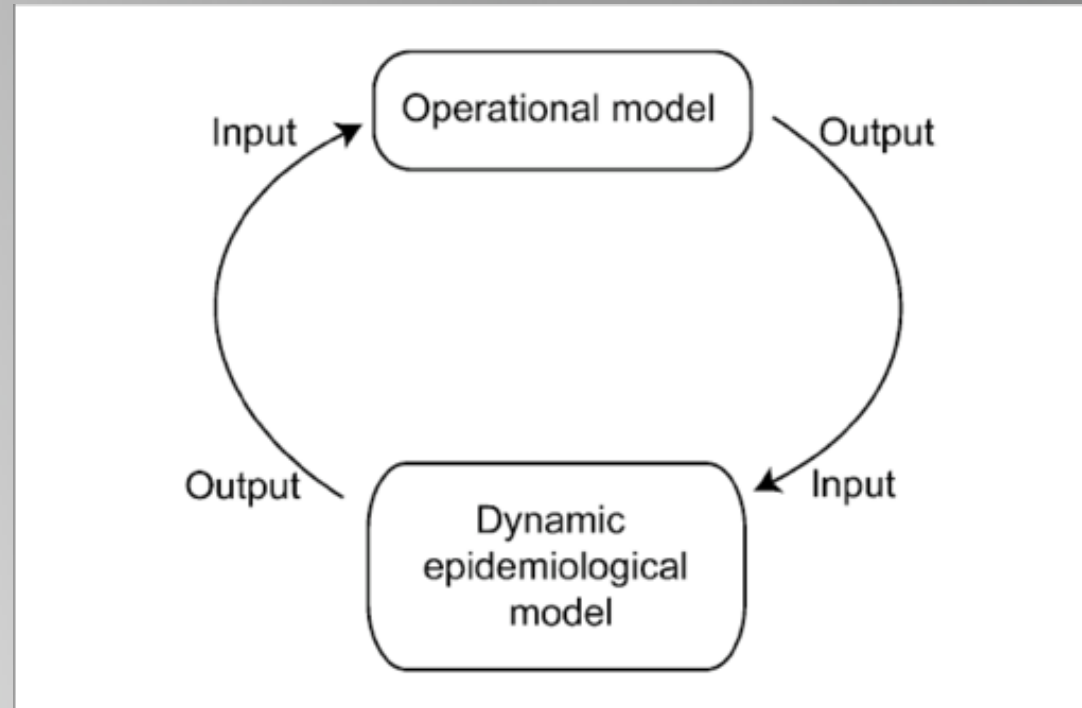 Operational model
Input
Output
Output
Input
Dynamic
epidemiological
model